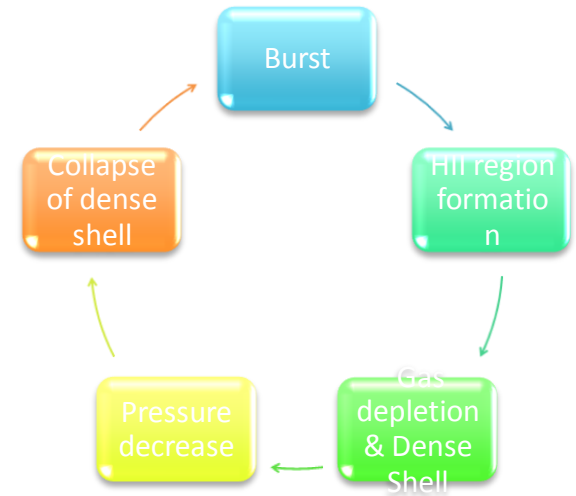 Burst
HII region
formatio
n
Gas
depletion
& Dense
Shell
Pressure
decrease
Collapse
of dense
shell